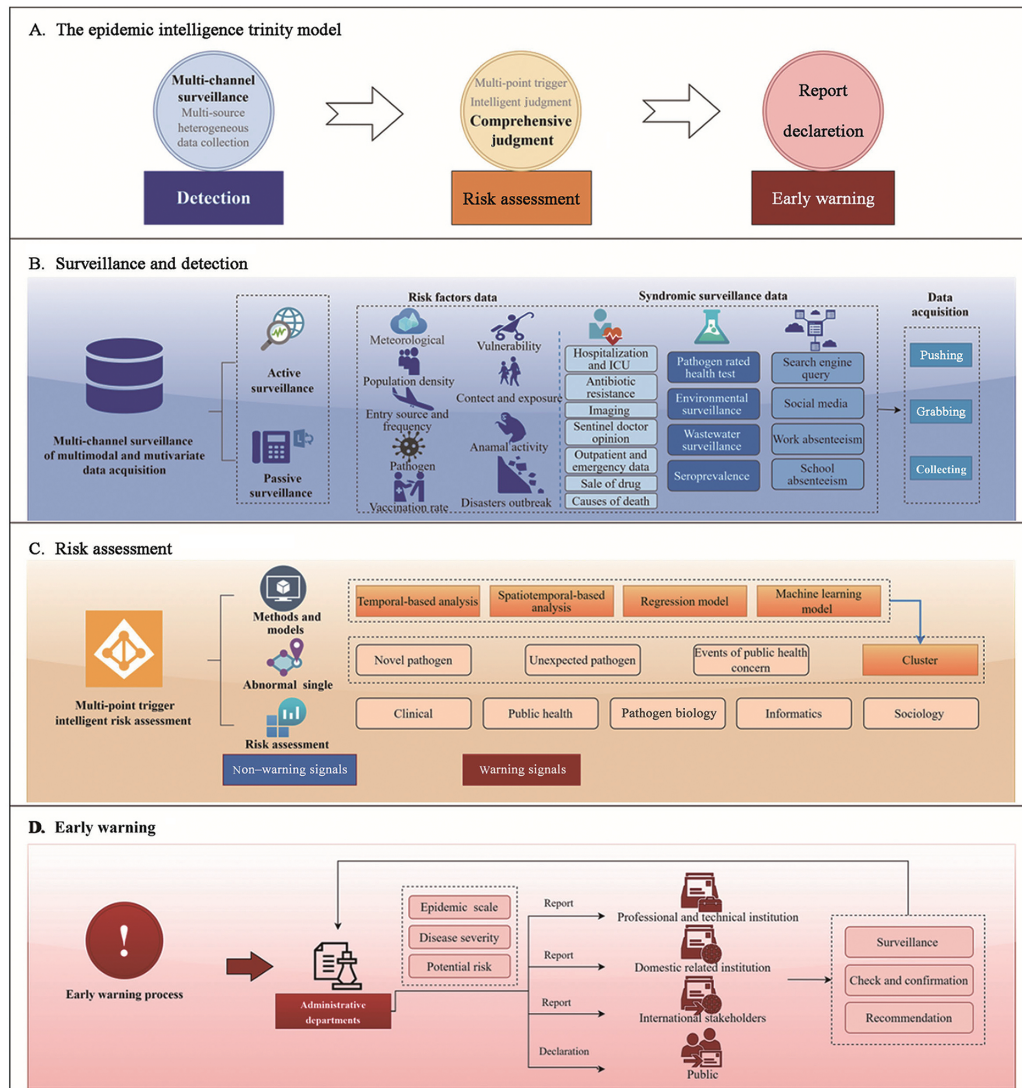 A. The epidemic intelligence trinity model
Multi-channel
surveillance
Multi-source
heterogeneous
data collection
Detection
Multi-point trigger
Intelligent judgment
Comprehensive
judgment
Risk assessment
Report
declaretion
Early warning
B. Surveillance and detection
Multi-channel surveillance
of multimodal and mutivariate
data acquisition
Active
surveillance
Passive
surveillance
Risk factors data
Meteorological
Population density
Entry source and
frequency
Pathogen
Vaccination rate
Vulnerability
Contect and exposure
Anamal activity
Disasters outbreak
Syndromic surveillance data
Hospitalization
and ICU
Antibiotic
resistance
Imaging
Sentinel doctor
opinion
Outpatient and
emergency data
Sale of drug
Causes of death
Pathogen rated
health test
Environmental
surveillance
Wastewater
surveillance
Seroprevalence
Search engine
query
Social media
Work absenteeism
School
absenteeism
Data
acquisition
Pushing
Grabbing
Collecting
C. Risk assessment
Multi-point trigger
intelligent risk assessment
Methods and
models
Temporal-based analysis
Spatiotemporal-based
analysis
Regression model
Machine learning
model
Abnormal single
Novel pathogen
Unexpected pathogen
Events of public health
concern
Cluster
Risk assessment
Clinical
Public health
Pathogen biology
Informatics
Sociology
Non-warning signals
Warning signals
D. Early warning
Early warning process
Administrative
departments
Epidemic scale
Disease severity
Potential risk
Report
Professional and technical institution
Report
Domestic related institution
Report
International stakeholders
Declaration
Public
Surveillance
Check and confirmation
Recommendation